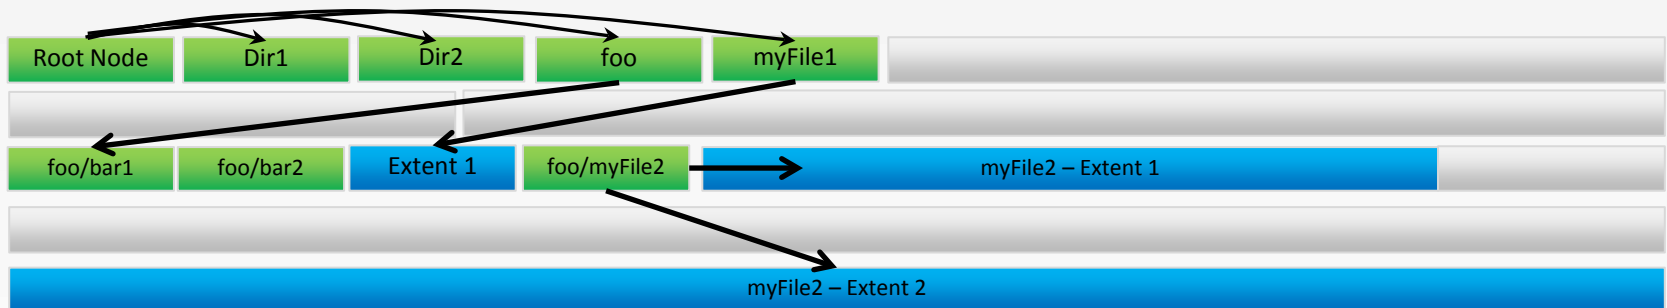 Root Node
Dir1
Dir2
foo
myFile1
foo/bar1
foo/bar2
Extent 1
foo/myFile2
myFile2 – Extent 1
myFile2 – Extent 2